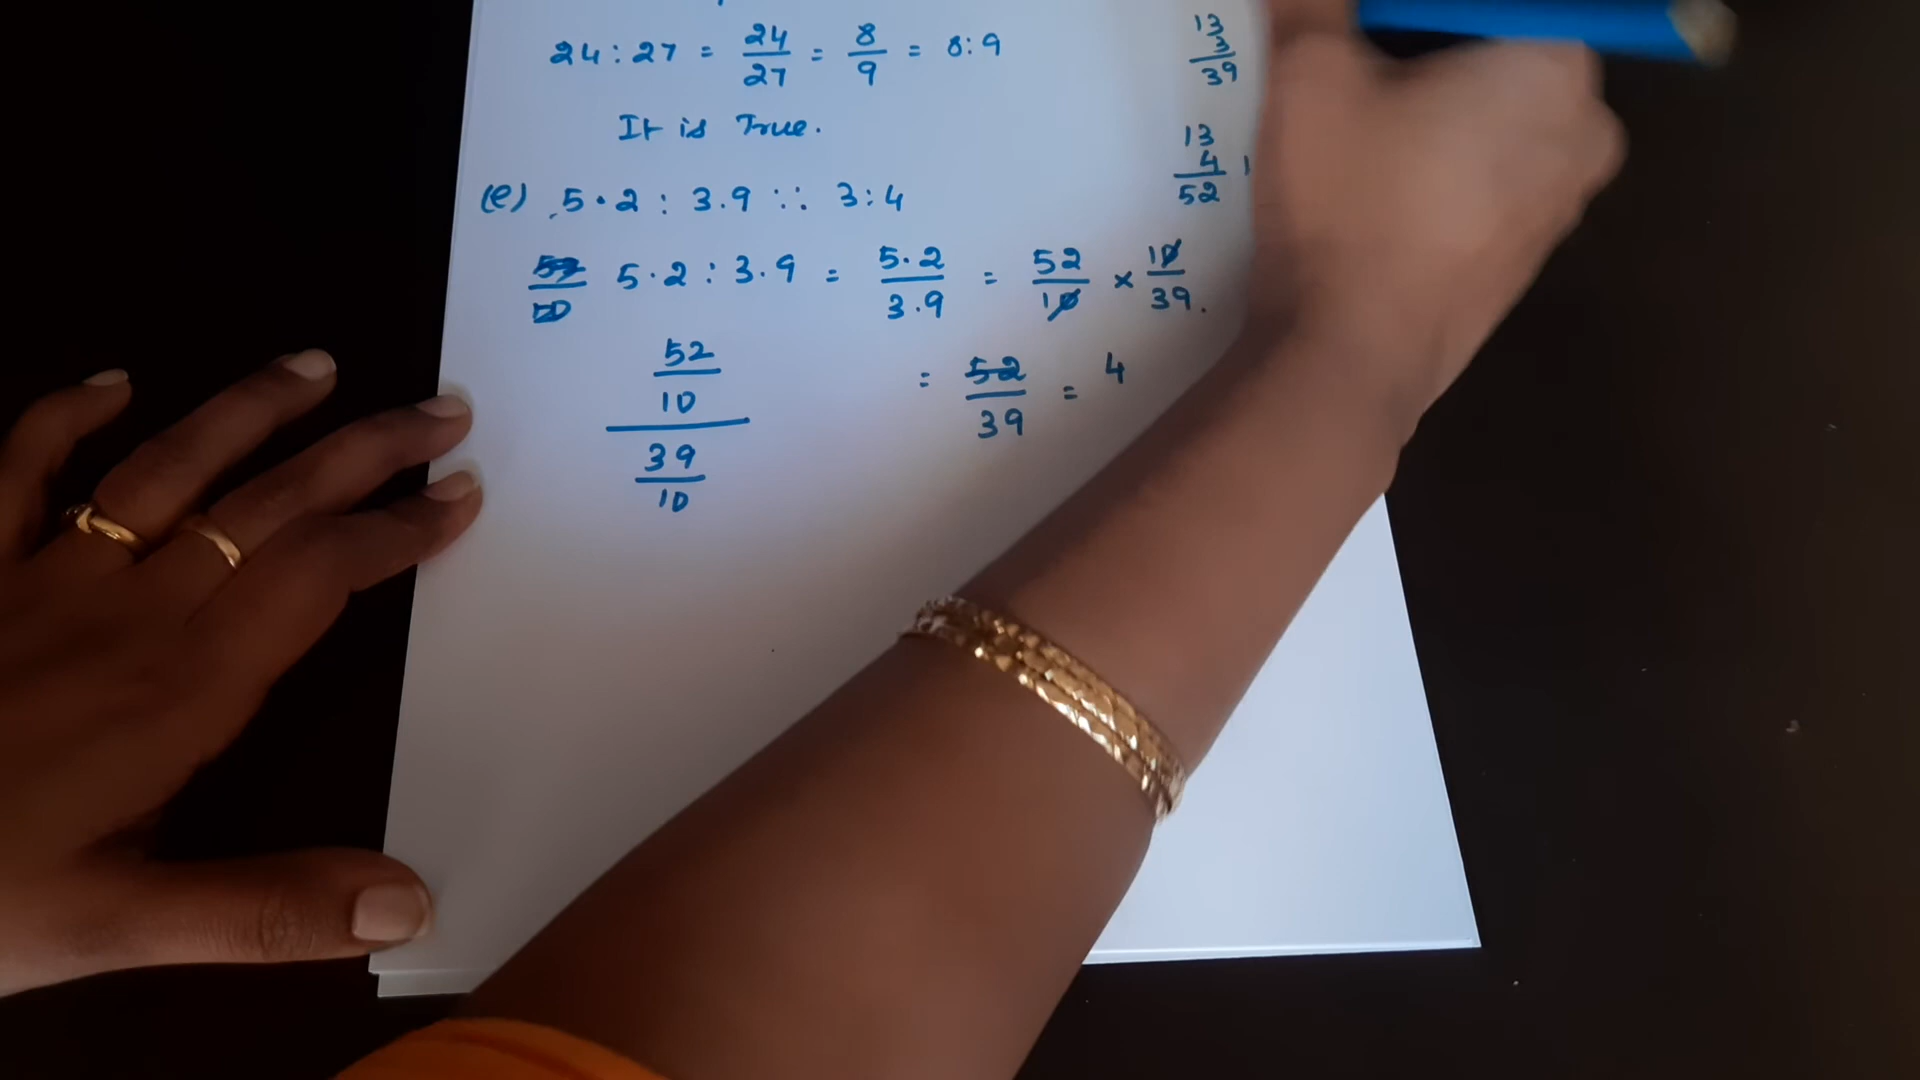 24 : 27 = 24/27 = 8/9 = 8 : 9
It is True.
(e) 5.2 : 3.9 :: 3 : 4
5.2 : 3.9 = 5.2/3.9 = 52/10 × 10/39.
52/10
39/10
= 52/39 = 4
13
3
39
13
4
52